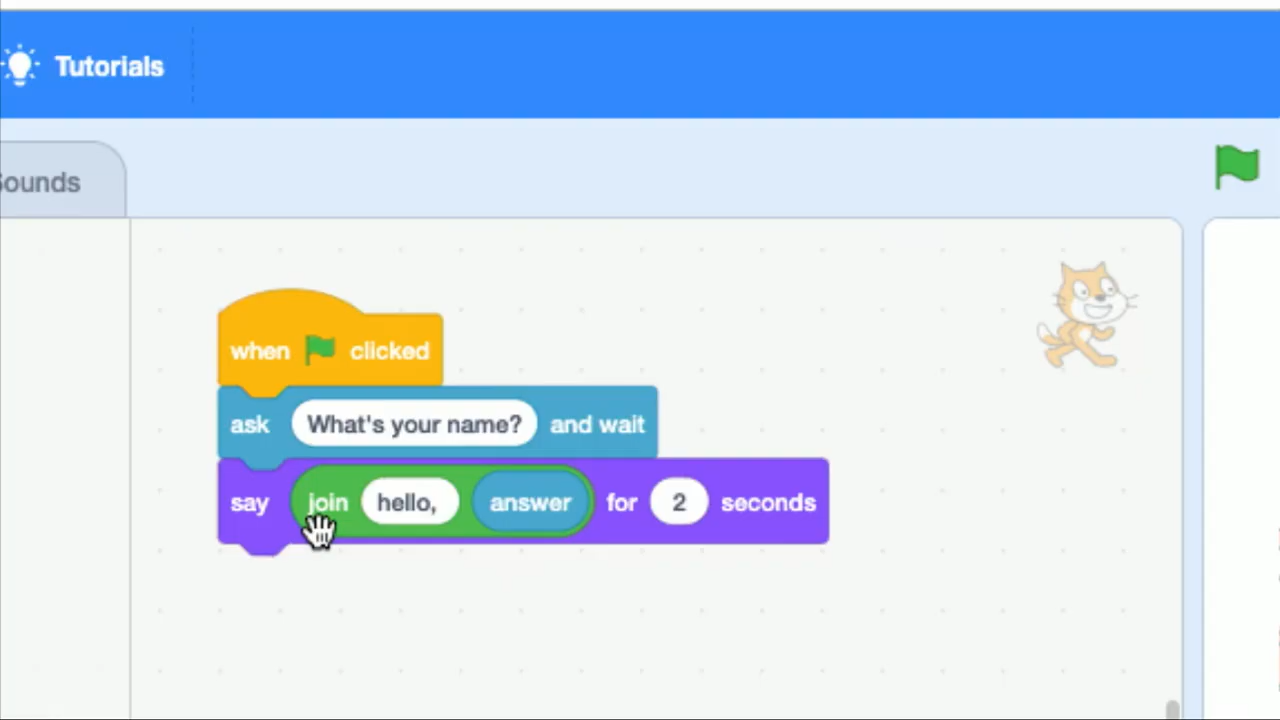 Tutorials
Sounds
when clicked
ask What's your name? and wait
say join hello, answer for 2 seconds